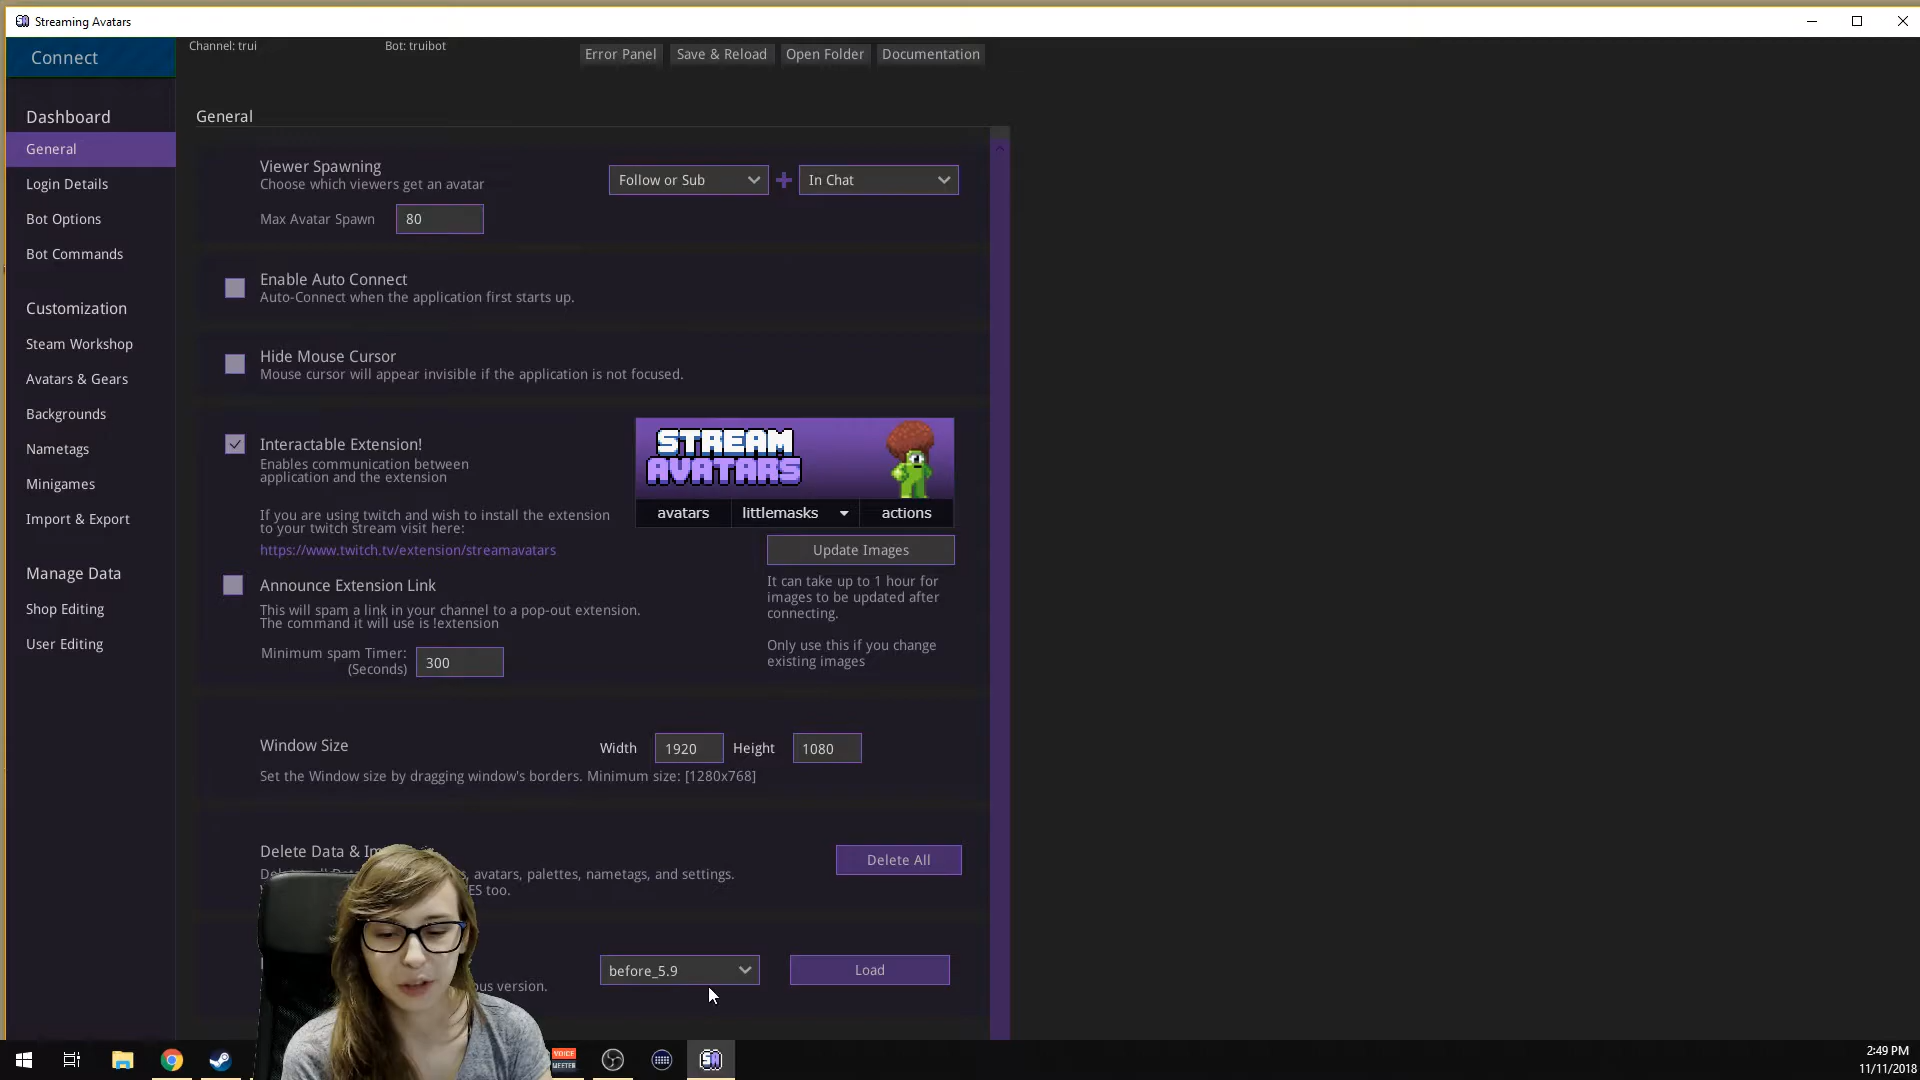 Streaming Avatars
Connect
Channel: trui
Bot: truibot
Error Panel
Save & Reload
Open Folder
Documentation
Dashboard
General
Login Details
Bot Options
Bot Commands
Customization
Steam Workshop
Avatars & Gears
Backgrounds
Nametags
Minigames
Import & Export
Manage Data
Shop Editing
User Editing
General
Viewer Spawning
Choose which viewers get an avatar
Follow or Sub
In Chat
Max Avatar Spawn
80
Enable Auto Connect
Auto-Connect when the application first starts up.
Hide Mouse Cursor
Mouse cursor will appear invisible if the application is not focused.
Interactable Extension!
Enables communication between
application and the extension
If you are using twitch and wish to install the extension
to your twitch stream visit here:
https://www.twitch.tv/extension/streamavatars
STREAM
AVATARS
avatars
littlemasks
actions
Update Images
It can take up to 1 hour for
images to be updated after
connecting.
Only use this if you change
existing images
Announce Extension Link
This will spam a link in your channel to a pop-out extension.
The command it will use is !extension
Minimum spam Timer:
(Seconds)
300
Window Size
Width
1920
Height
1080
Set the Window size by dragging window's borders. Minimum size: [1280x768]
Delete Data &
, avatars, palettes, nametags, and settings.
too.
Delete All
version.
before_5.9
Load
VOICE
MEETER
SA
2:49 PM
11/11/2018